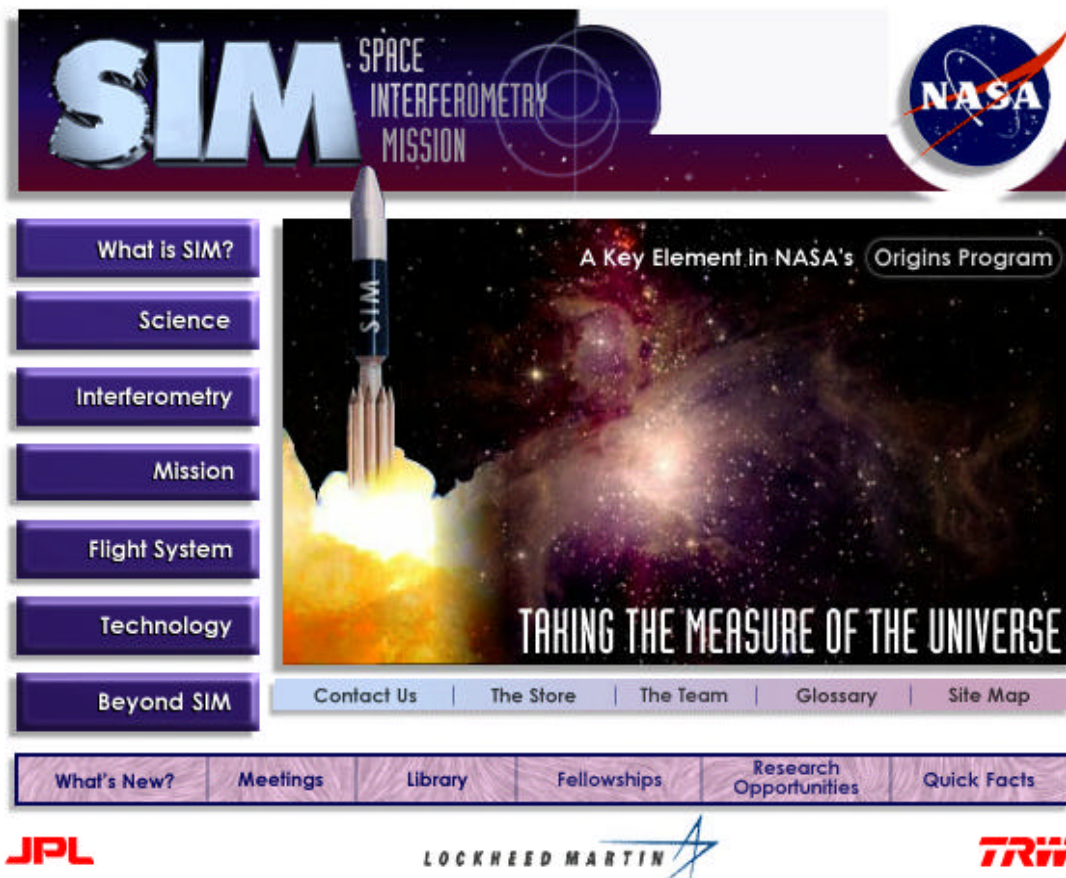 SIM
SPACE
INTERFEROMETRY
MISSION
NASA
What is SIM?
Science
Interferometry
Mission
Flight System
Technology
Beyond SIM
SIM
A Key Element in NASA's Origins Program
TAKING THE MEASURE OF THE UNIVERSE
Contact Us | The Store | The Team | Glossary | Site Map
What's New? Meetings Library Fellowships Research Opportunities Quick Facts
JPL LOCKHEED MARTIN TRW